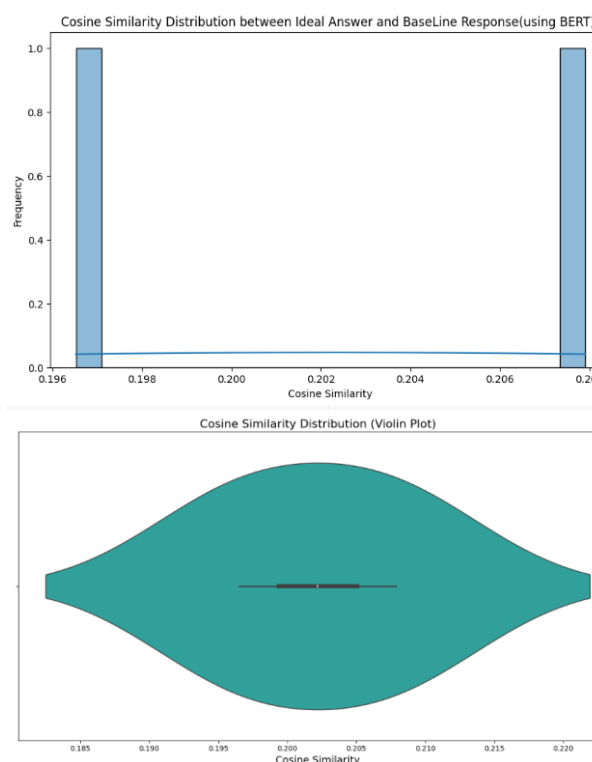 Cosine Similarity Distribution between Ideal Answer and BaseLine Response(using BERT)
1.0
0.8
0.6
0.4
0.2
0.0
Frequency
0.196 0.198 0.200 0.202 0.204 0.206 0.20
Cosine Similarity
Cosine Similarity Distribution (Violin Plot)
0.185 0.190 0.195 0.200 0.205 0.210 0.215 0.220
Cosine Similarity